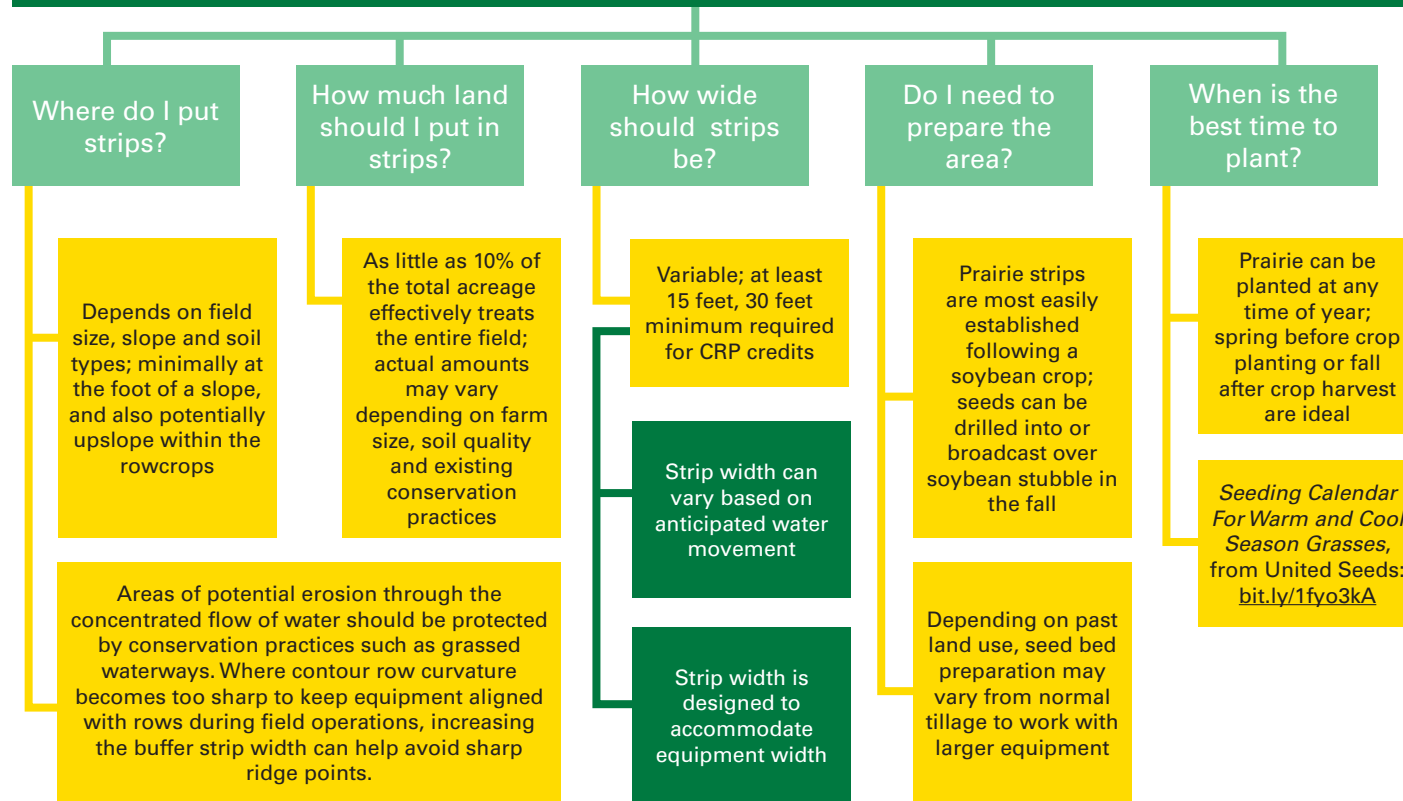 Where do I put
strips?
How much land
should I put in
strips?
How wide
should strips
be?
Do I need to
prepare the
area?
When is the
best time to
plant?
Depends on field
size, slope and soil
types; minimally at
the foot of a slope,
and also potentially
upslope within the
rowcrops
Areas of potential erosion through the
concentrated flow of water should be protected
by conservation practices such as grassed
waterways. Where contour row curvature
becomes too sharp to keep equipment aligned
with rows during field operations, increasing
the buffer strip width can help avoid sharp
ridge points.
As little as 10% of
the total acreage
effectively treats
the entire field;
actual amounts
may vary
depending on farm
size, soil quality
and existing
conservation
practices
Variable; at least
15 feet, 30 feet
minimum required
for CRP credits
Strip width can
vary based on
anticipated water
movement
Strip width is
designed to
accommodate
equipment width
Prairie strips
are most easily
established
following a
soybean crop;
seeds can be
drilled into or
broadcast over
soybean stubble in
the fall
Depending on past
land use, seed bed
preparation may
vary from normal
tillage to work with
larger equipment
Prairie can be
planted at any
time of year;
spring before crop
planting or fall
after crop harvest
are ideal
Seeding Calendar
For Warm and Cool
Season Grasses,
from United Seeds:
bit.ly/1fyo3kA